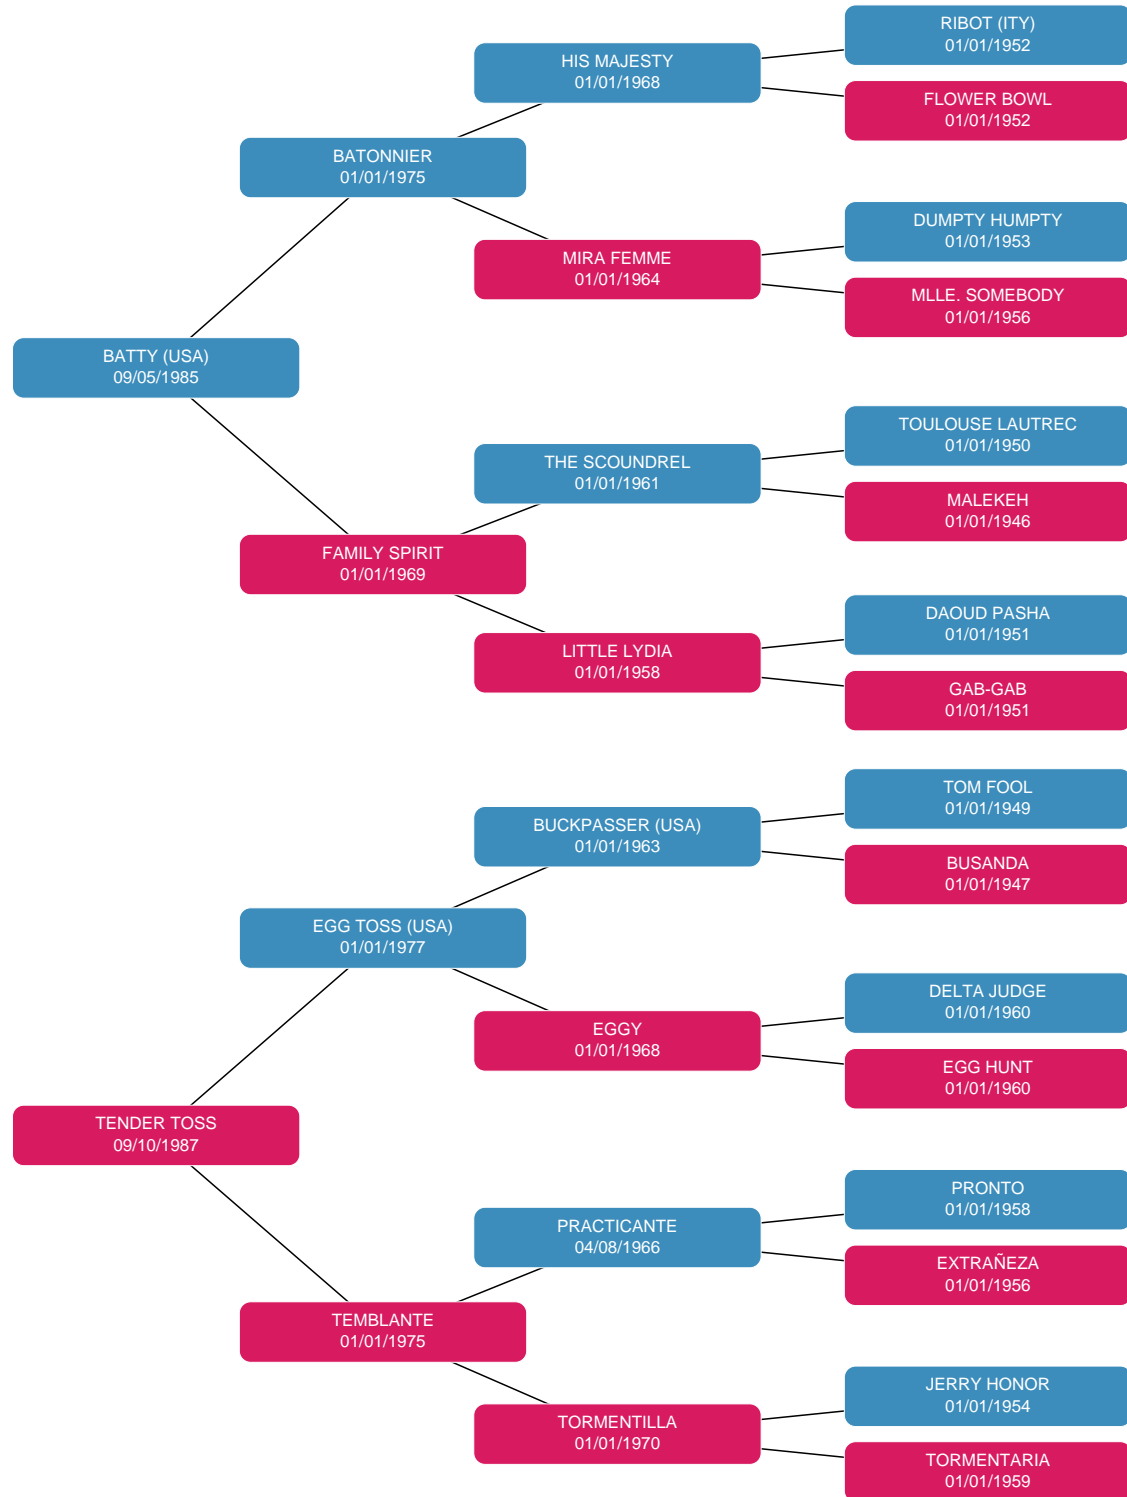 RIBOT (ITY)
01/01/1952
HIS MAJESTY
01/01/1968
FLOWER BOWL
01/01/1952
BATONNIER
01/01/1975
DUMPTY HUMPTY
01/01/1953
MIRA FEMME
01/01/1964
MLLE. SOMEBODY
01/01/1956
BATTY (USA)
09/05/1985
TOULOUSE LAUTREC
01/01/1950
THE SCOUNDREL
01/01/1961
MALEKEH
01/01/1946
FAMILY SPIRIT
01/01/1969
DAOUD PASHA
01/01/1951
LITTLE LYDIA
01/01/1958
GAB-GAB
01/01/1951
TOM FOOL
01/01/1949
BUCKPASSER (USA)
01/01/1963
BUSANDA
01/01/1947
EGG TOSS (USA)
01/01/1977
DELTA JUDGE
01/01/1960
EGGY
01/01/1968
EGG HUNT
01/01/1960
TENDER TOSS
09/10/1987
PRONTO
01/01/1958
PRACTICANTE
04/08/1966
EXTRAÑEZA
01/01/1956
TEMBLANTE
01/01/1975
JERRY HONOR
01/01/1954
TORMENTILLA
01/01/1970
TORMENTARIA
01/01/1959